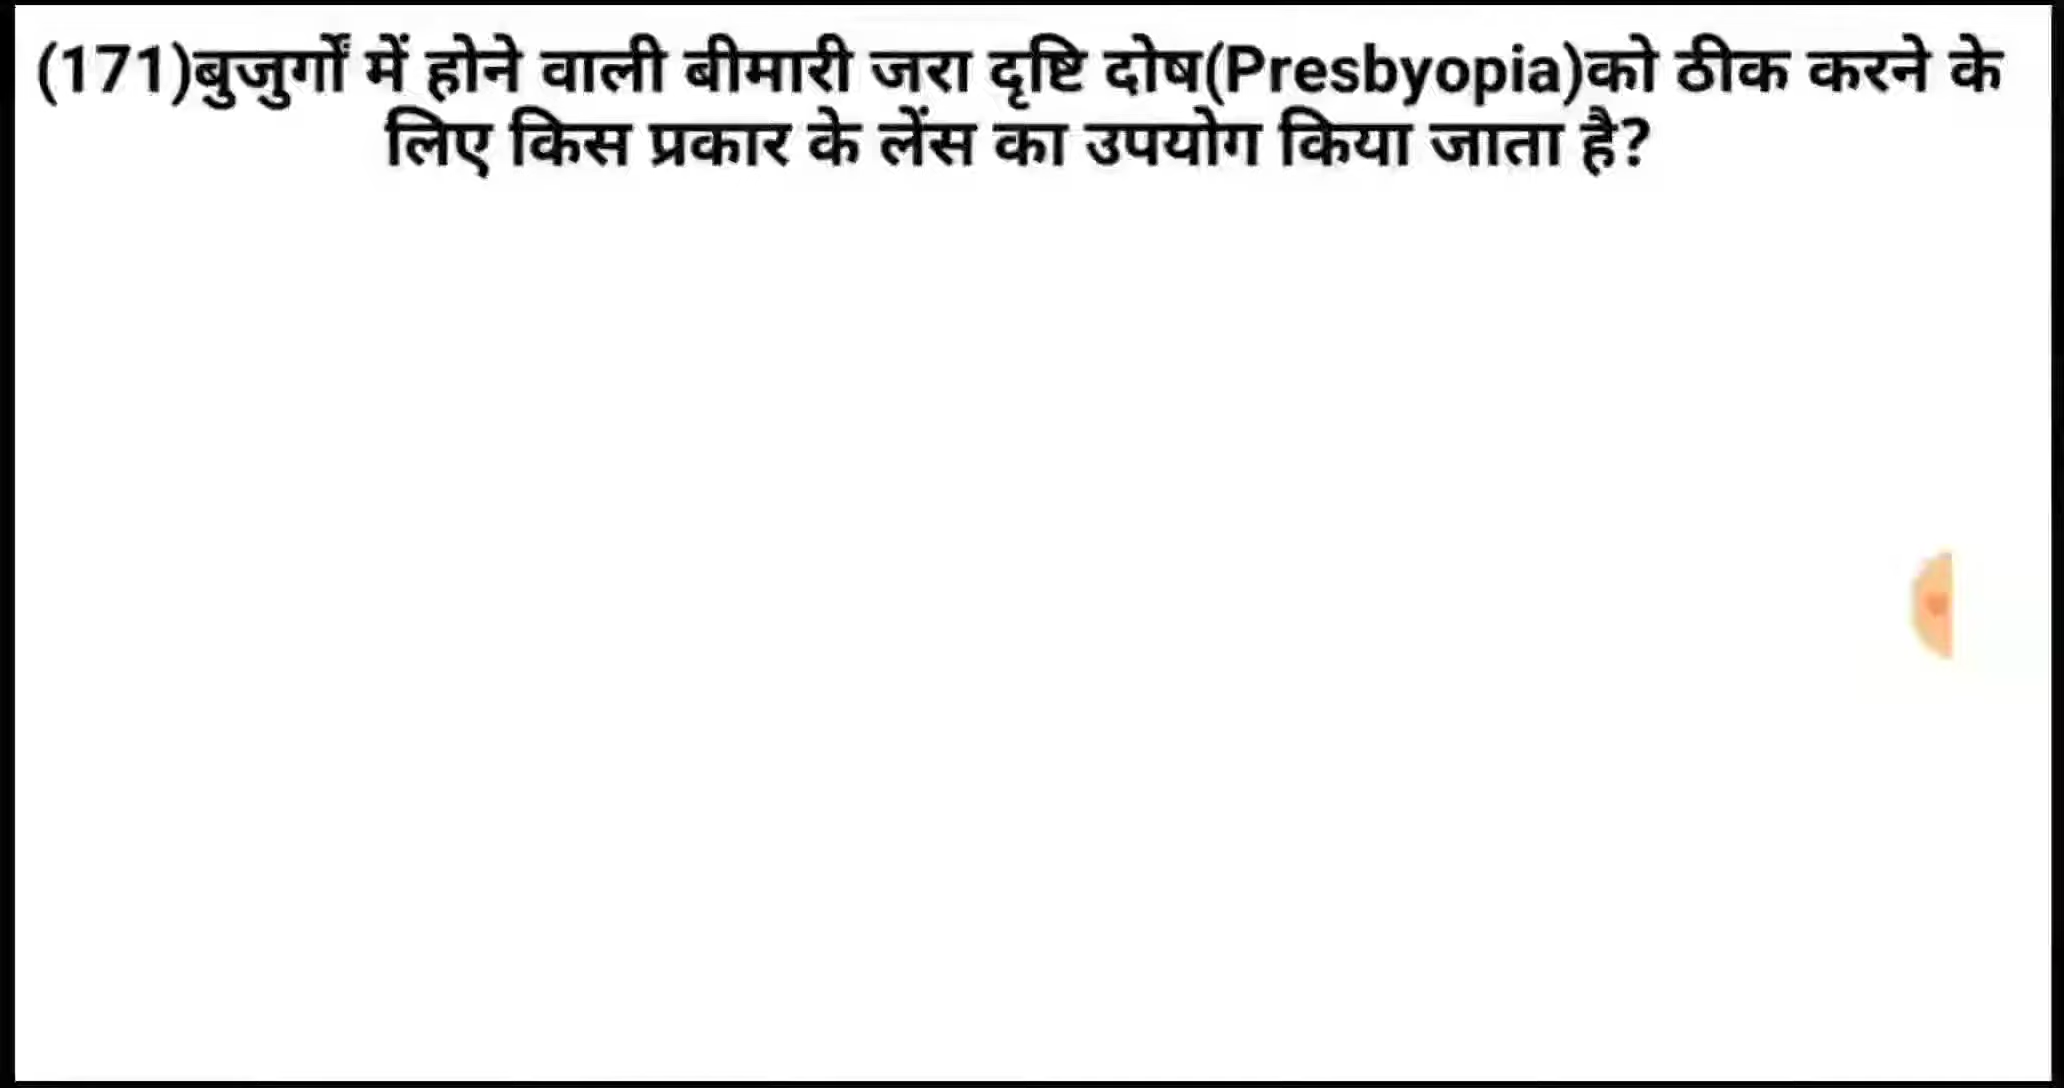 (171)बुजुर्गों में होने वाली बीमारी जरा दृष्टि दोष(Presbyopia)को ठीक करने के
लिए किस प्रकार के लेंस का उपयोग किया जाता है?